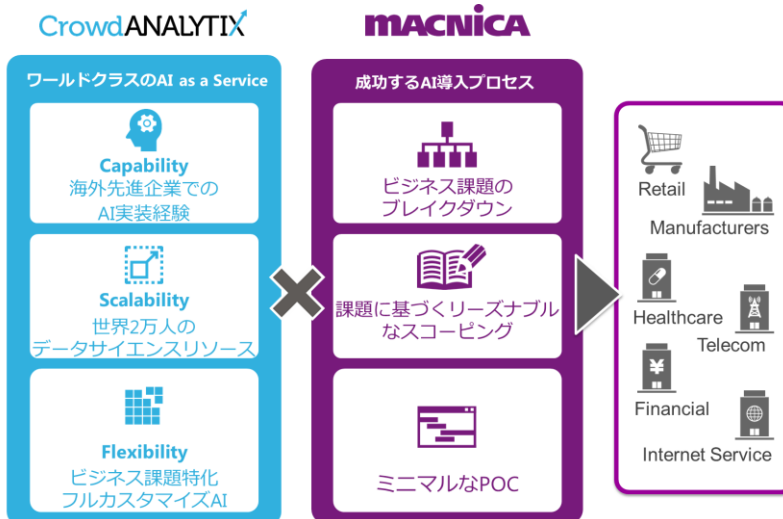 CrowdANALYTIX
MACNICA
ワールドクラスのAI as a Service
Capability
海外先進企業での
AI実装経験
Scalability
世界2万人の
データサイエンスリソース
Flexibility
ビジネス課題特化
フルカスタマイズAI
成功するAI導入プロセス
ビジネス課題の
ブレイクダウン
課題に基づくリーズナブル
なスコーピング
ミニマルなPOC
Retail
Manufacturers
Healthcare
Telecom
¥
Financial
Internet Service